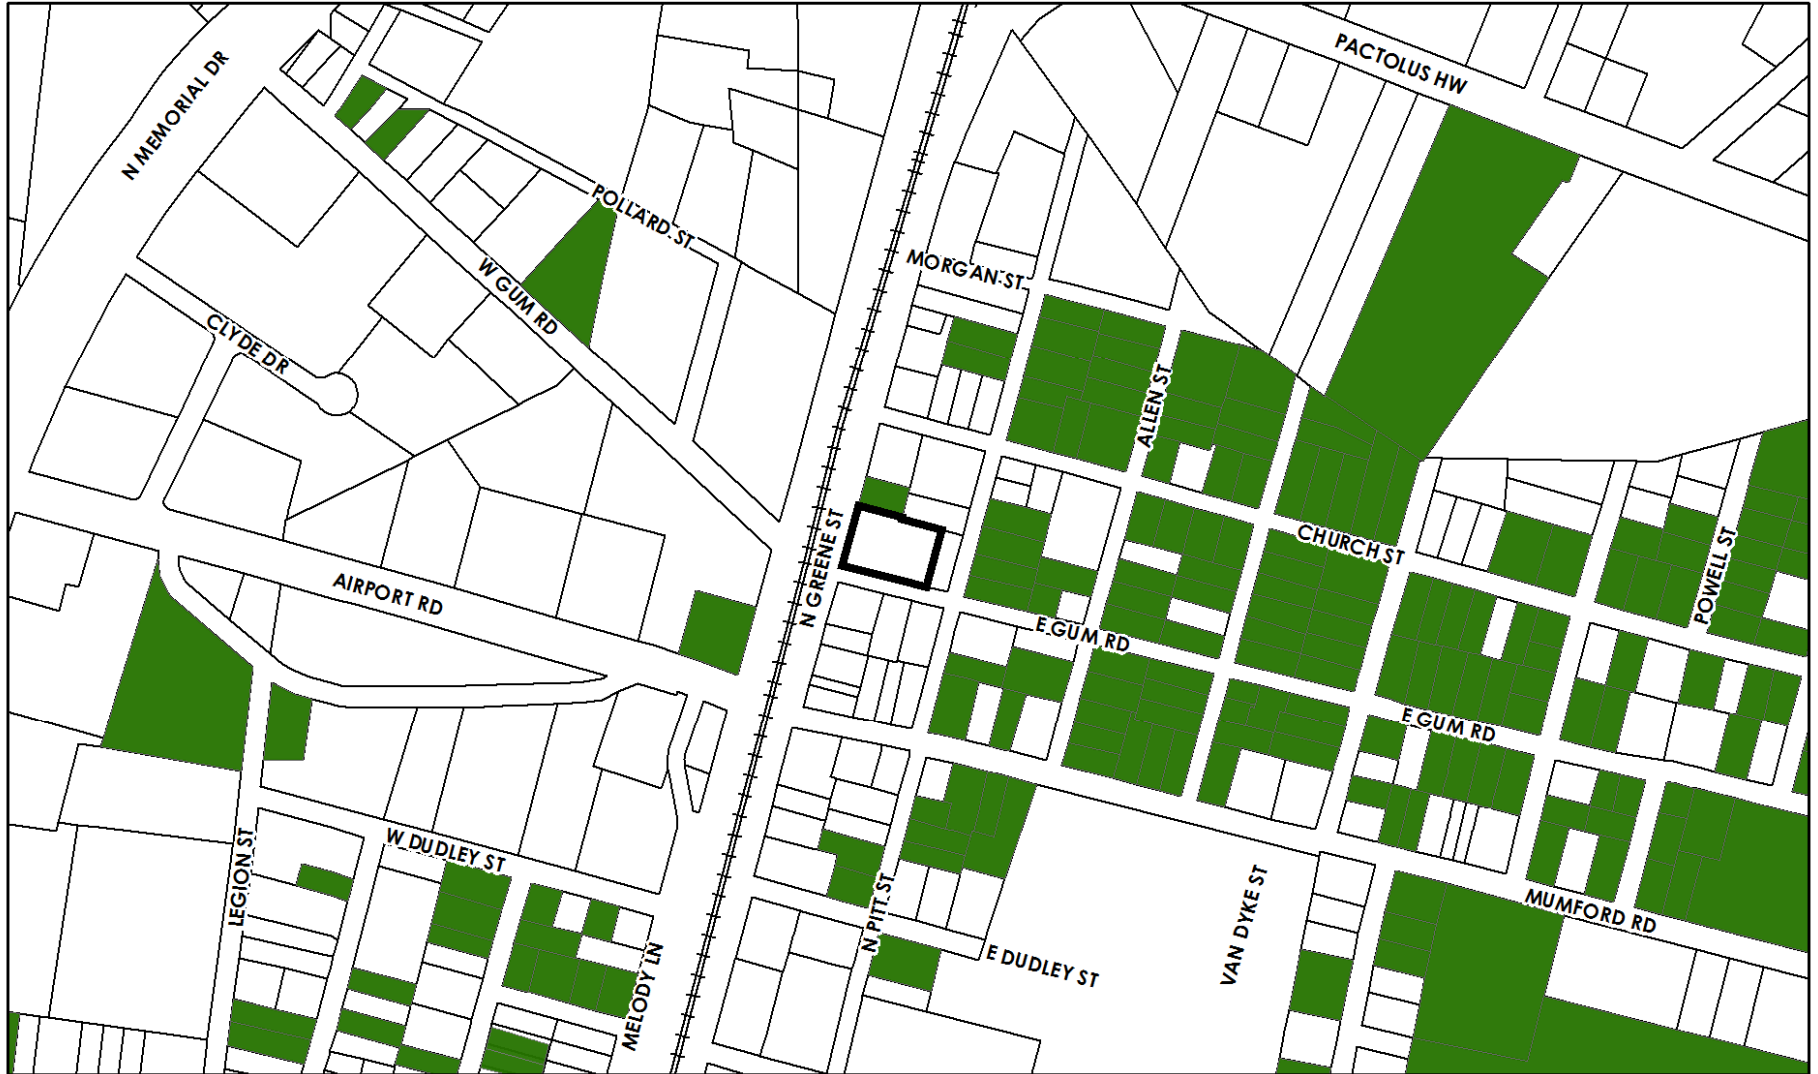 PACTOLUS HW
N MEMORIAL DR
POLLARD ST
MORGAN ST
W GUM RD
CLYDE DR
ALLEN ST
CHURCH ST
N GREENE ST
POWELL ST
AIRPORT RD
E GUM RD
E GUM RD
W DUDLEY ST
LEGION ST
N PITT ST
VAN DYKE ST
MUMFORD RD
E DUDLEY ST
MELODY LN